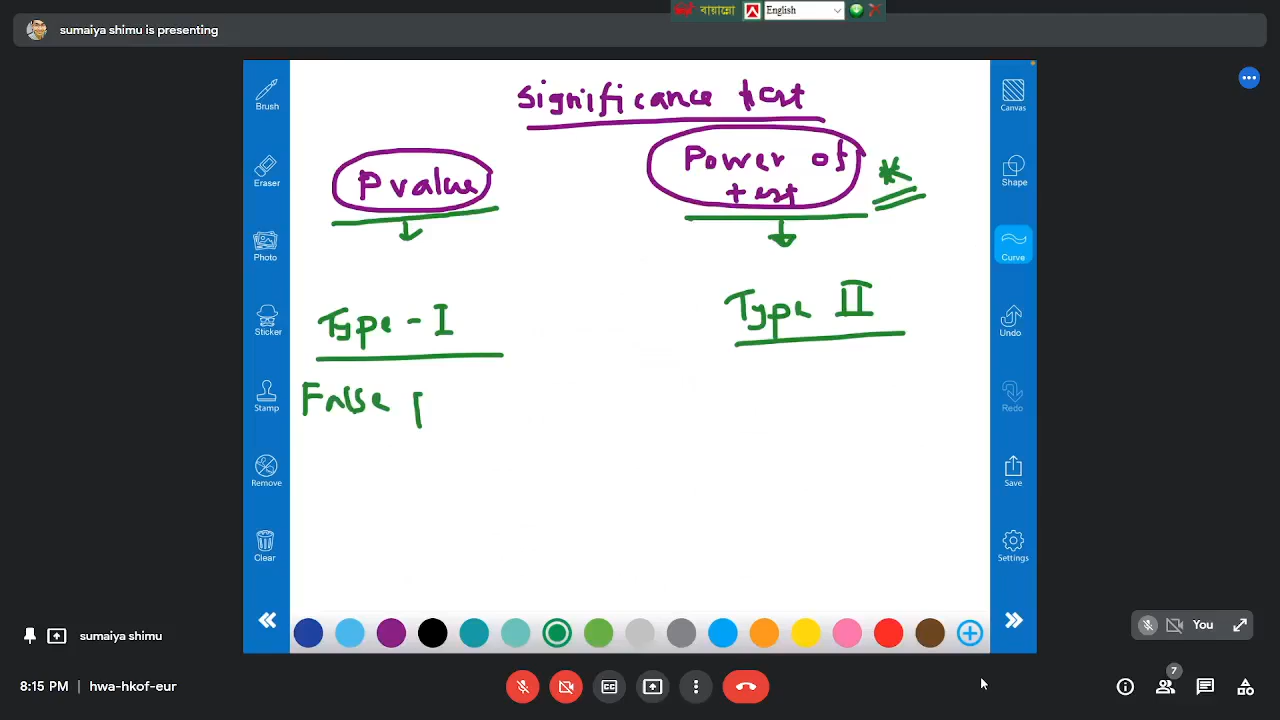 বায়ান্নো English
sumaiya shimu is presenting
Significance test
P value
Power of test
Type - I
Type II
False p
Brush
Eraser
Photo
Sticker
Stamp
Remove
Clear
Canvas
Shape
Curve
Undo
Redo
Save
Settings
sumaiya shimu
You
8:15 PM | hwa-hkof-eur
7